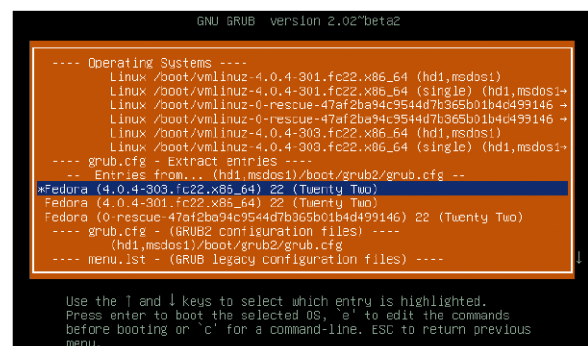 GNU GRUB version 2.02~beta2
---- Operating Systems ----
Linux /boot/vmlinuz-4.0.4-301.fc22.x86_64 (hd1,msdos1)
Linux /boot/vmlinuz-4.0.4-301.fc22.x86_64 (single) (hd1,msdos1→
Linux /boot/vmlinuz-0-rescue-47af2ba94c9544d7b365b01b4d499146 →
Linux /boot/vmlinuz-0-rescue-47af2ba94c9544d7b365b01b4d499146 →
Linux /boot/vmlinuz-4.0.4-303.fc22.x86_64 (hd1,msdos1)
Linux /boot/vmlinuz-4.0.4-303.fc22.x86_64 (single) (hd1,msdos1→
---- grub.cfg - Extract entries ----
-- Entries from... (hd1,msdos1)/boot/grub2/grub.cfg --
*Fedora (4.0.4-303.fc22.x86_64) 22 (Twenty Two)
Fedora (4.0.4-301.fc22.x86_64) 22 (Twenty Two)
Fedora (0-rescue-47af2ba94c9544d7b365b01b4d499146) 22 (Twenty Two)
---- grub.cfg - (GRUB2 configuration files) ----
(hd1,msdos1)/boot/grub2/grub.cfg
---- menu.lst - (GRUB legacy configuration files) ----
↓
Use the ↑ and ↓ keys to select which entry is highlighted.
Press enter to boot the selected OS, `e' to edit the commands
before booting or `c' for a command-line. ESC to return previous
menu.